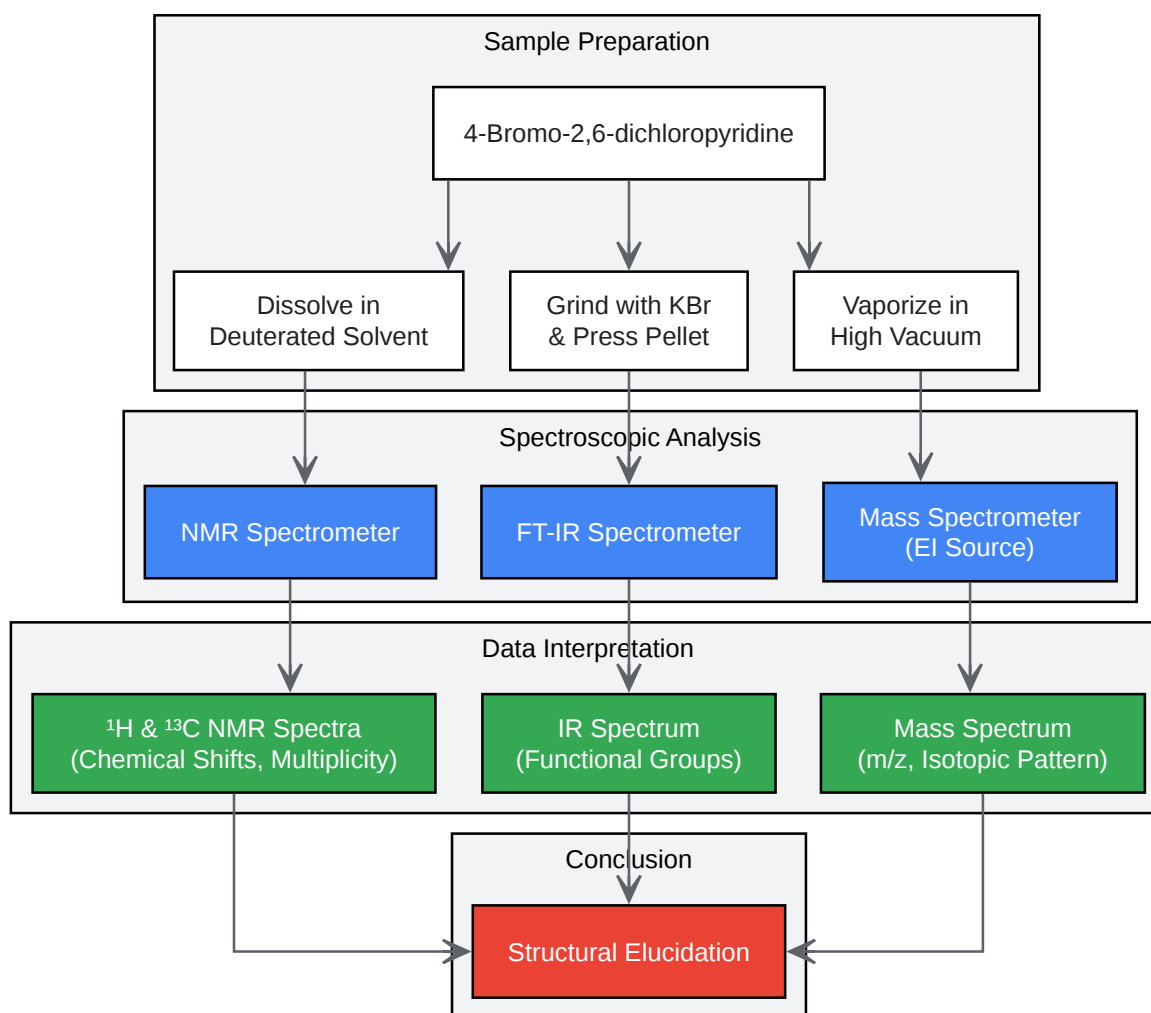 Sample Preparation
4-Bromo-2,6-dichloropyridine
Dissolve in
Deuterated Solvent
Grind with KBr
& Press Pellet
Vaporize in
High Vacuum
Spectroscopic Analysis
NMR Spectrometer
FT-IR Spectrometer
Mass Spectrometer
(EI Source)
Data Interpretation
¹H & ¹³C NMR Spectra
(Chemical Shifts, Multiplicity)
IR Spectrum
(Functional Groups)
Mass Spectrum
(m/z, Isotopic Pattern)
Conclusion
Structural Elucidation